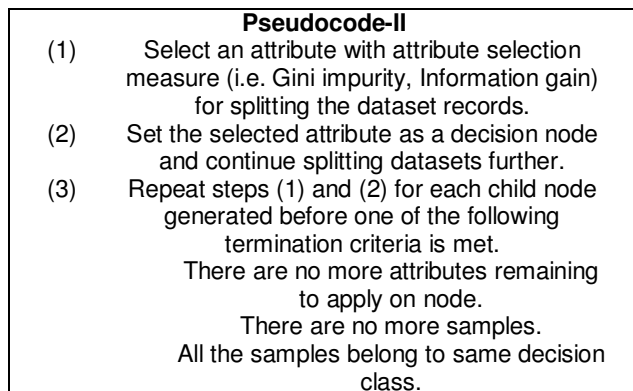 Pseudocode-II
(1) Select an attribute with attribute selection
measure (i.e. Gini impurity, Information gain)
for splitting the dataset records.
(2) Set the selected attribute as a decision node
and continue splitting datasets further.
(3) Repeat steps (1) and (2) for each child node
generated before one of the following
termination criteria is met.
There are no more attributes remaining
to apply on node.
There are no more samples.
All the samples belong to same decision
class.